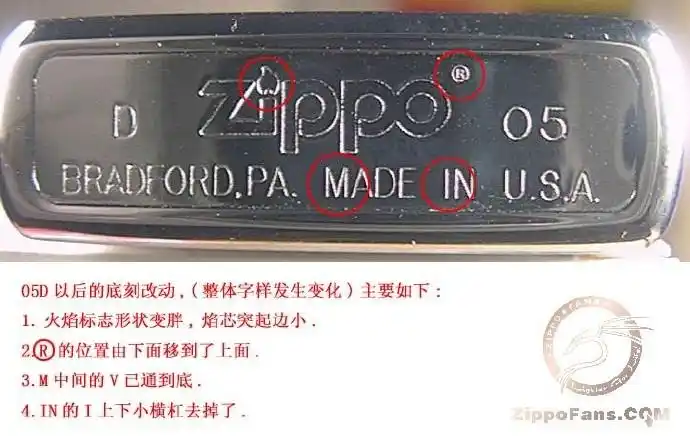 D Zippo ® 05
BRADFORD, PA. MADE IN U.S.A.
05D 以后的底刻改动，( 整体字样发生变化 ) 主要如下：
1. 火焰标志形状变胖，焰芯突起边小．
2.® 的位置由下面移到了上面．
3.M 中间的 V 已通到底．
4.IN 的 I 上下小横杠去掉了．
ZIPPO★FANS
ZippoFans.COM